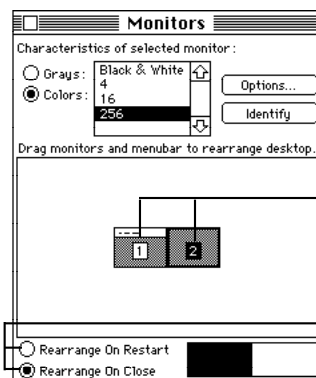 Monitors
Characteristics of selected monitor :
Grays :
Colors :
Black & White
4
16
256
Options...
Identify
Drag monitors and menubar to rearrange desktop.
1 2
Rearrange On Restart
Rearrange On Close